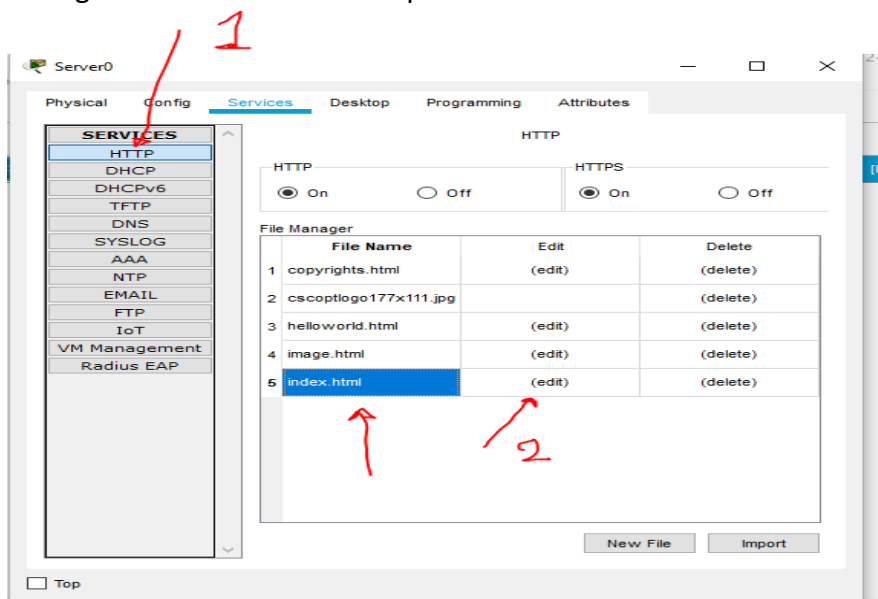 1
Server0
Physical Config Services Desktop Programming Attributes
SERVICES
HTTP
DHCP
DHCPv6
TFTP
DNS
SYSLOG
AAA
NTP
EMAIL
FTP
IoT
VM Management
Radius EAP
HTTP
HTTP HTTPS
On Off On Off
File Manager
File Name Edit Delete
1 copyrights.html (edit) (delete)
2 cscoptlogo177x111.jpg (delete)
3 helloworld.html (edit) (delete)
4 image.html (edit) (delete)
5 index.html (edit) (delete)
2
New File Import
Top